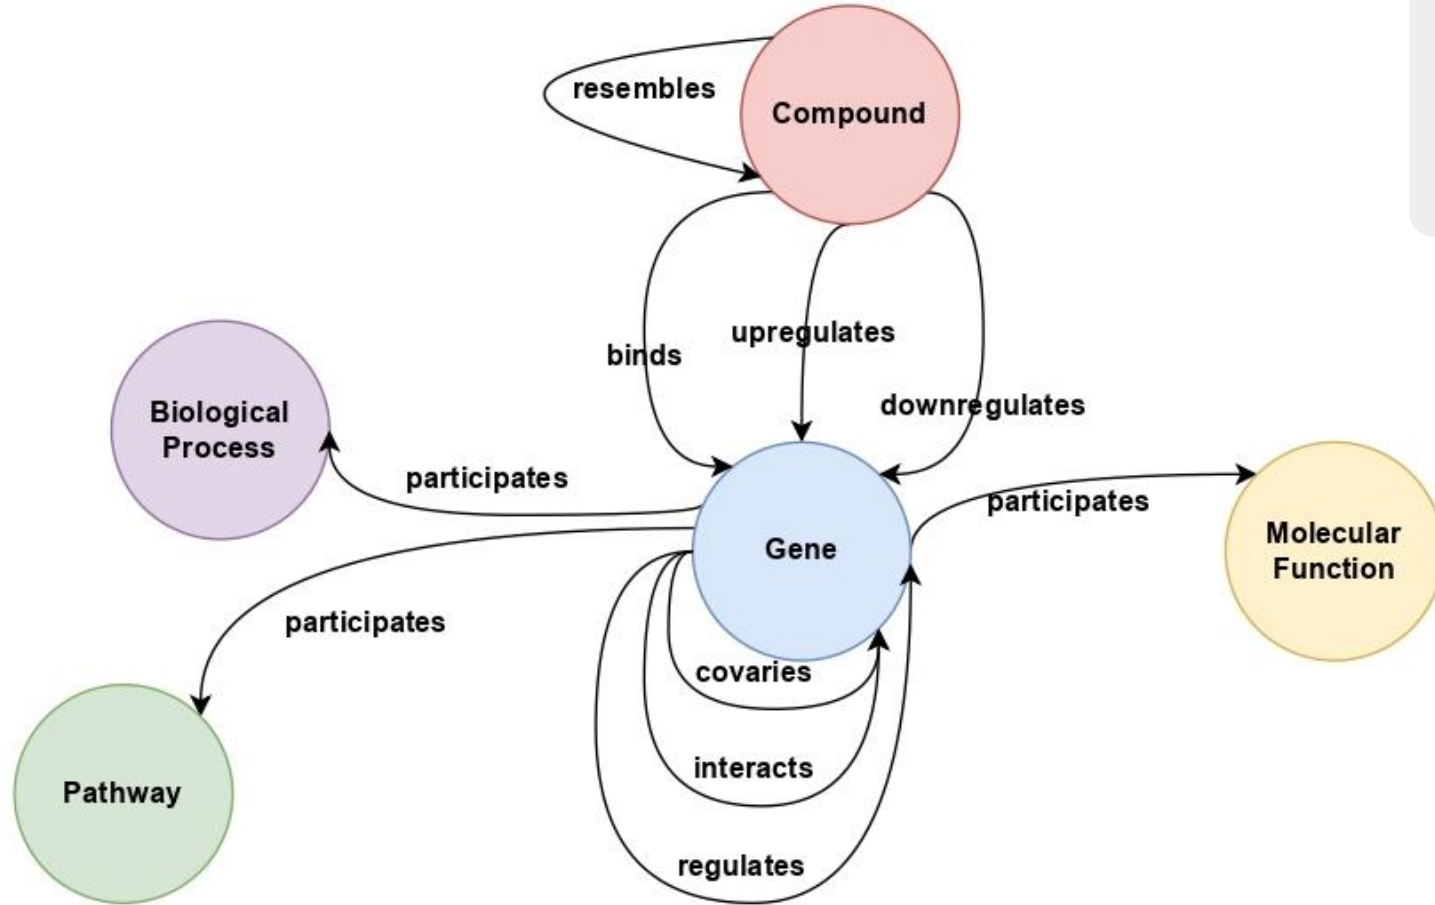 resembles
Compound
binds
upregulates
downregulates
Biological
Process
participates
participates
Gene
participates
Molecular
Function
covaries
interacts
regulates
Pathway